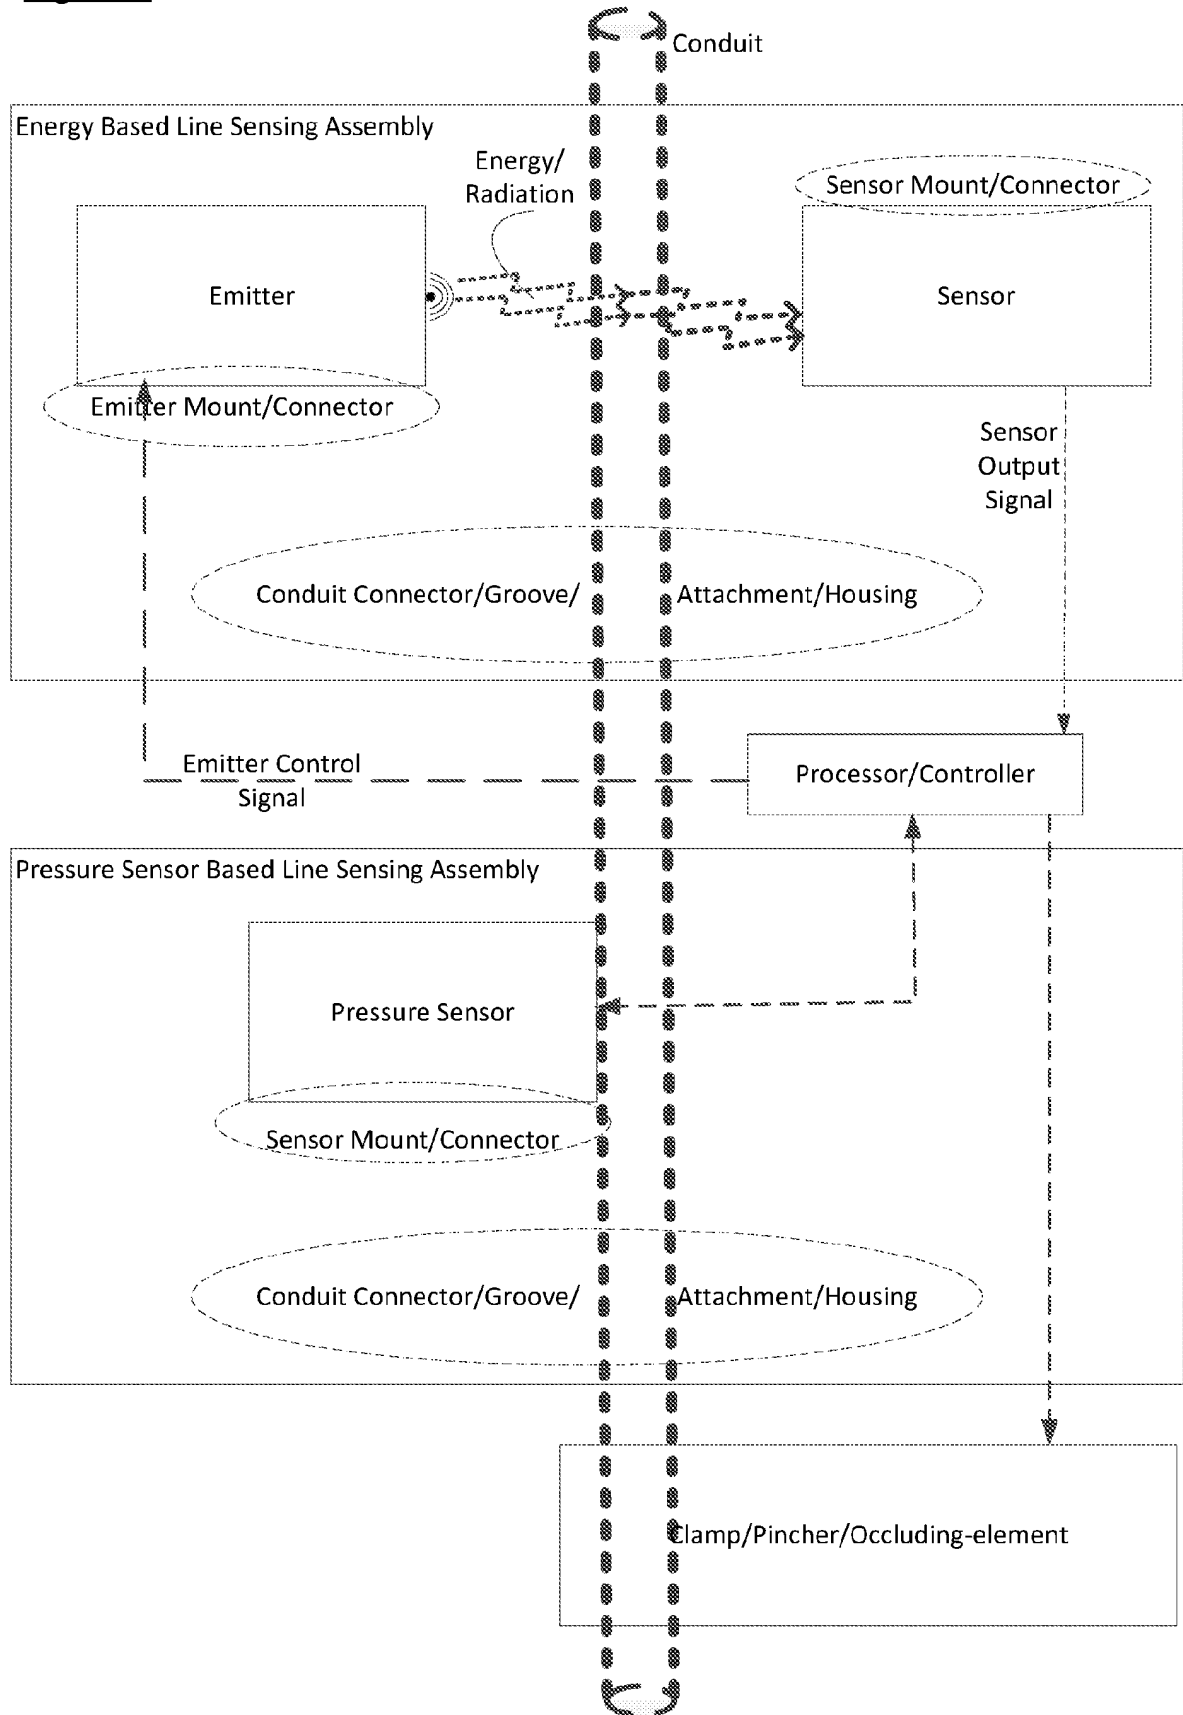 Conduit
Energy Based Line Sensing Assembly
Energy/
Radiation
Sensor Mount/Connector
Emitter
Sensor
Emitter Mount/Connector
Sensor
Output
Signal
Conduit Connector/Groove/ Attachment/Housing
Emitter Control
Signal
Processor/Controller
Pressure Sensor Based Line Sensing Assembly
Pressure Sensor
Sensor Mount/Connector
Conduit Connector/Groove/ Attachment/Housing
Clamp/Pincher/Occluding-element